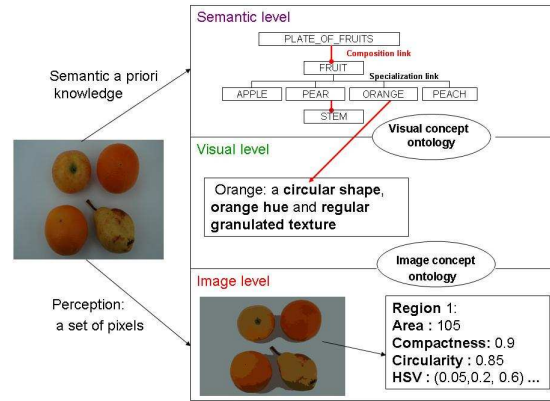 Semantic level
PLATE_OF_FRUITS
Composition link
FRUIT
Specialization link
APPLE PEAR ORANGE PEACH
STEM
Semantic a priori
knowledge
Visual concept
ontology
Visual level
Orange: a circular shape,
orange hue and regular
granulated texture
Image concept
ontology
Image level
Perception:
a set of pixels
Region 1:
Area : 105
Compactness: 0.9
Circularity: 0.85
HSV : (0.05,0.2, 0.6) ...